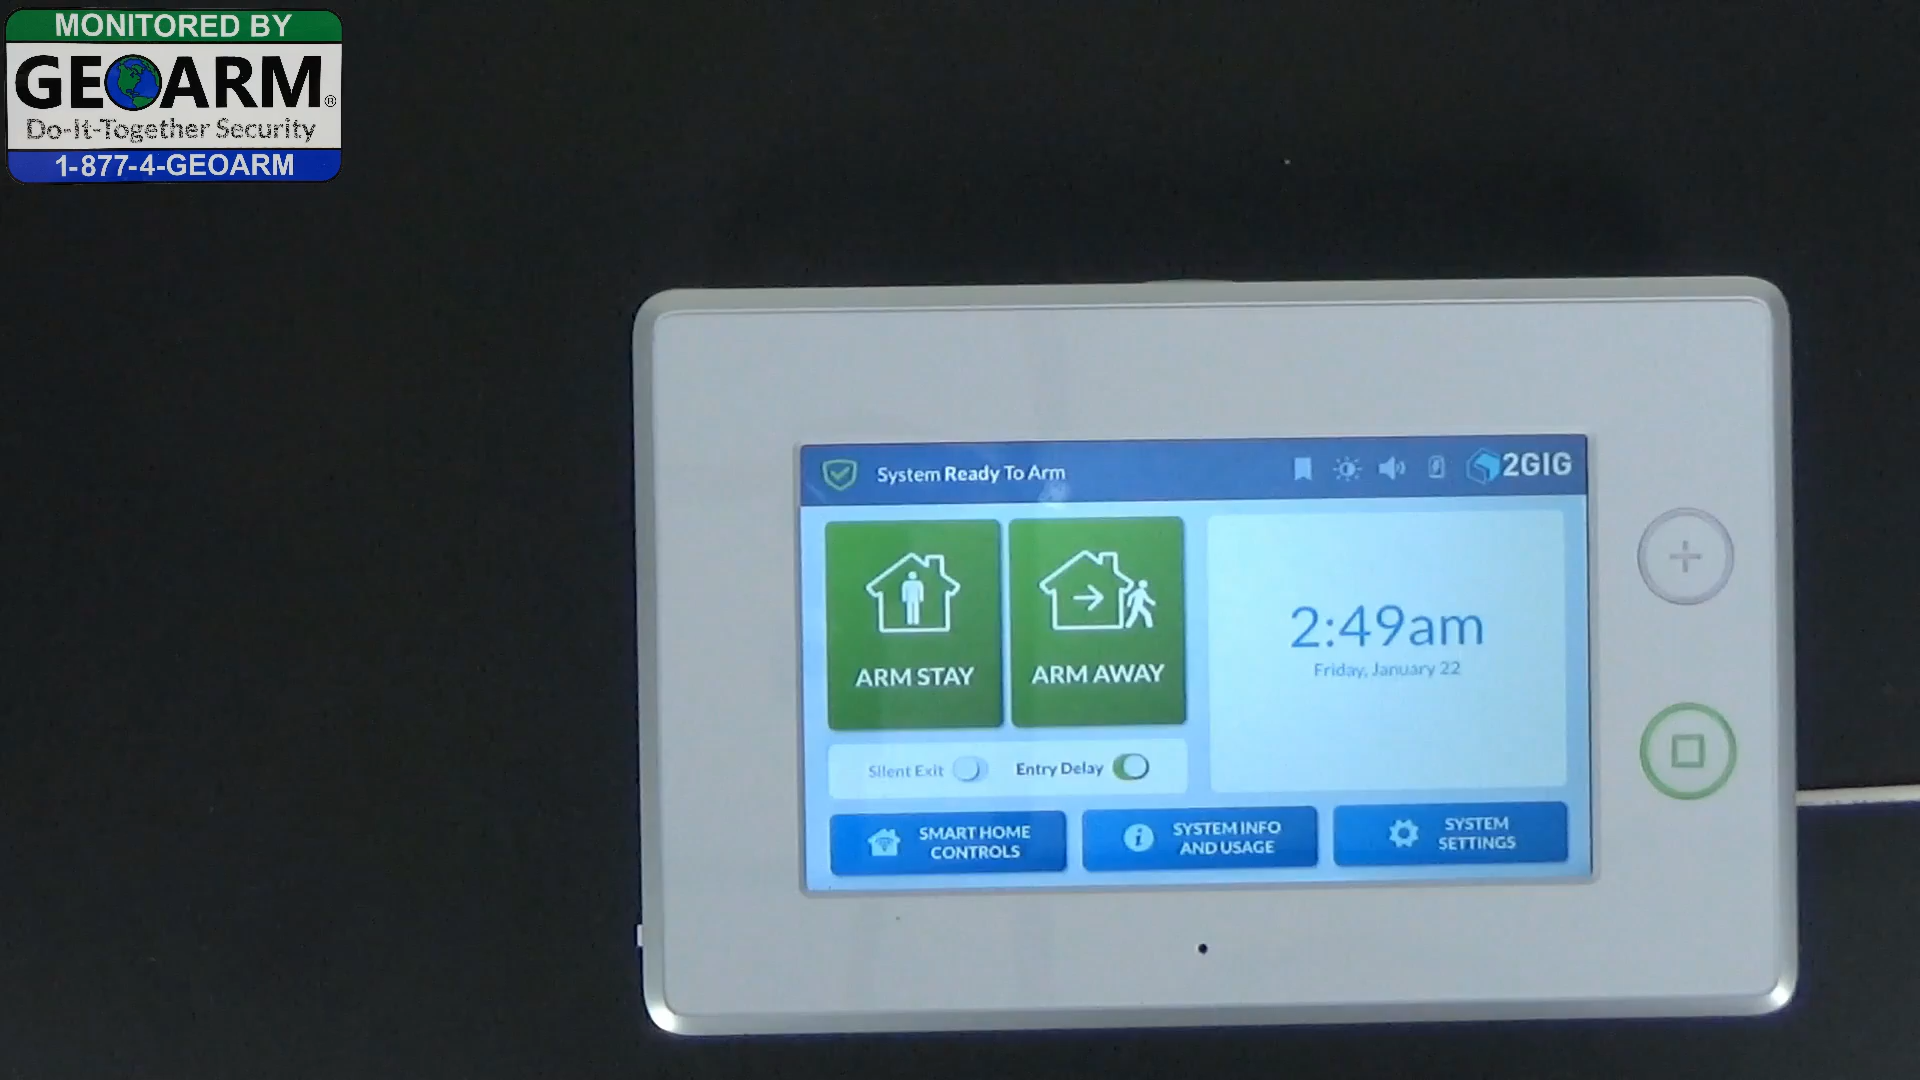 MONITORED BY
GEOARM®
Do-It-Together Security
1-877-4-GEOARM
System Ready To Arm
2GIG
ARM STAY
ARM AWAY
2:49am
Friday, January 22
Silent Exit
Entry Delay
SMART HOME
CONTROLS
SYSTEM INFO
AND USAGE
SYSTEM
SETTINGS